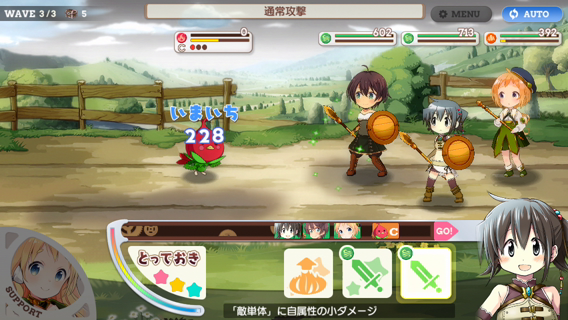 WAVE 3/3 5
通常攻撃
MENU
AUTO
0
C
602
713
392
いまいち
228
C
GO!
とっておき
SUPPORT
「敵単体」に自属性の小ダメージ